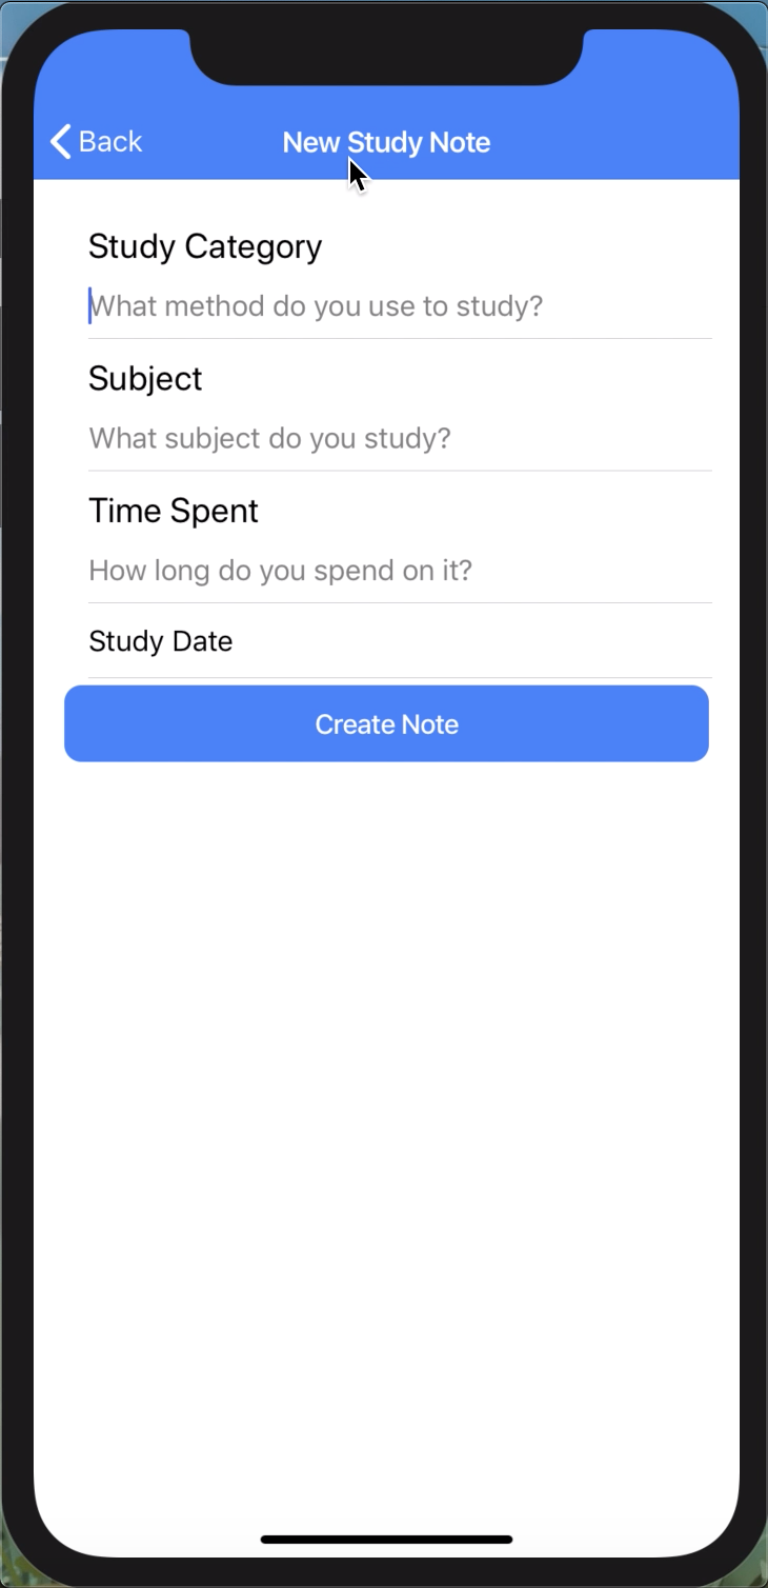 Back
New Study Note
Study Category
What method do you use to study?
Subject
What subject do you study?
Time Spent
How long do you spend on it?
Study Date
Create Note